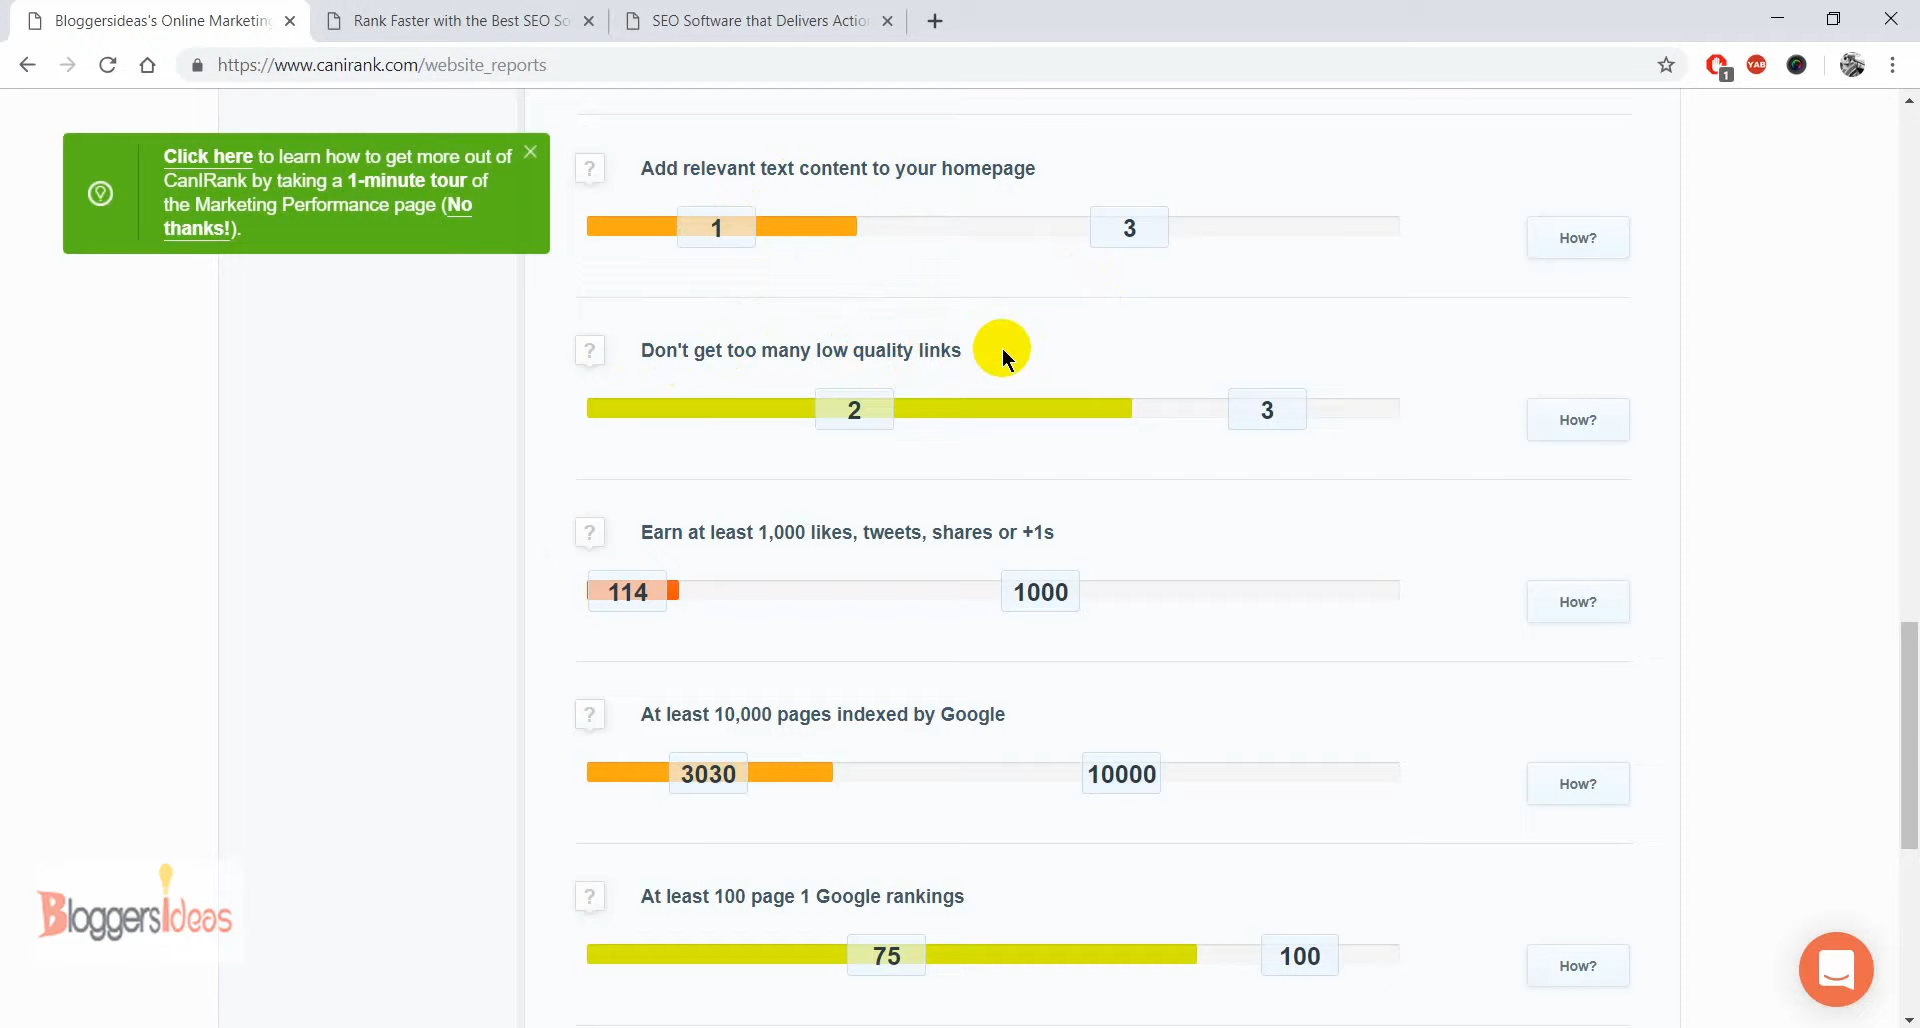 Bloggersideas's Online Marketing
Rank Faster with the Best SEO So
SEO Software that Delivers Actio
https://www.canirank.com/website_reports
1
YAB
Click here to learn how to get more out of
CanIRank by taking a 1-minute tour of
the Marketing Performance page (No
thanks!).
? Add relevant text content to your homepage
1 3
How?
? Don't get too many low quality links
2 3
How?
? Earn at least 1,000 likes, tweets, shares or +1s
114 1000
How?
? At least 10,000 pages indexed by Google
3030 10000
How?
? At least 100 page 1 Google rankings
75 100
How?
BloggersIdeas